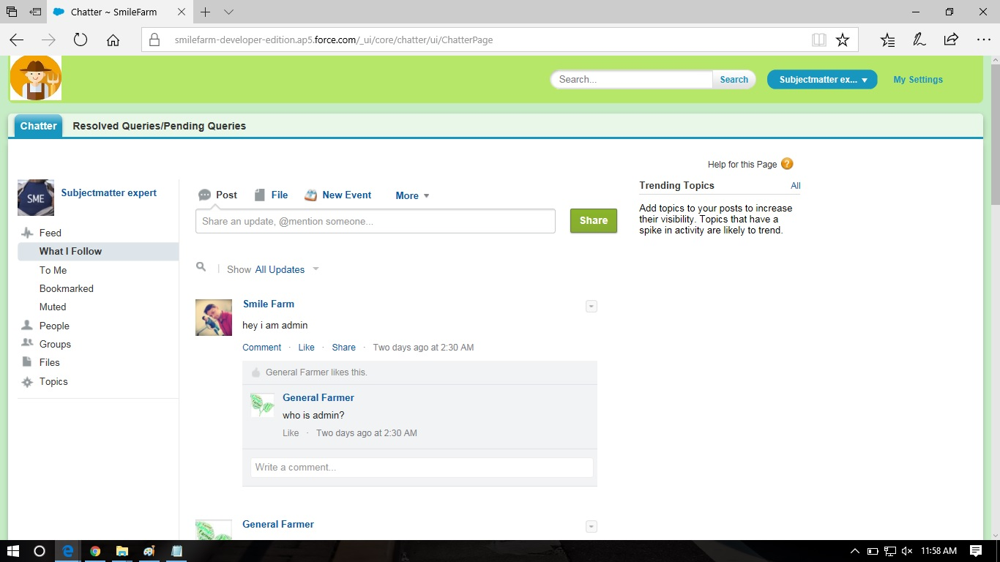 Chatter ~ SmileFarm
smilefarm-developer-edition.ap5.force.com/_ui/core/chatter/ui/ChatterPage
Search... Search Subjectmatter ex... My Settings
Chatter Resolved Queries/Pending Queries
Help for this Page ?
SME Subjectmatter expert
Feed
What I Follow
To Me
Bookmarked
Muted
People
Groups
Files
Topics
Post File New Event More
Share an update, @mention someone... Share
Show All Updates
Smile Farm
hey i am admin
Comment · Like · Share · Two days ago at 2:30 AM
General Farmer likes this.
General Farmer
who is admin?
Like · Two days ago at 2:30 AM
Write a comment...
General Farmer
Trending Topics All
Add topics to your posts to increase
their visibility. Topics that have a
spike in activity are likely to trend.
11:58 AM